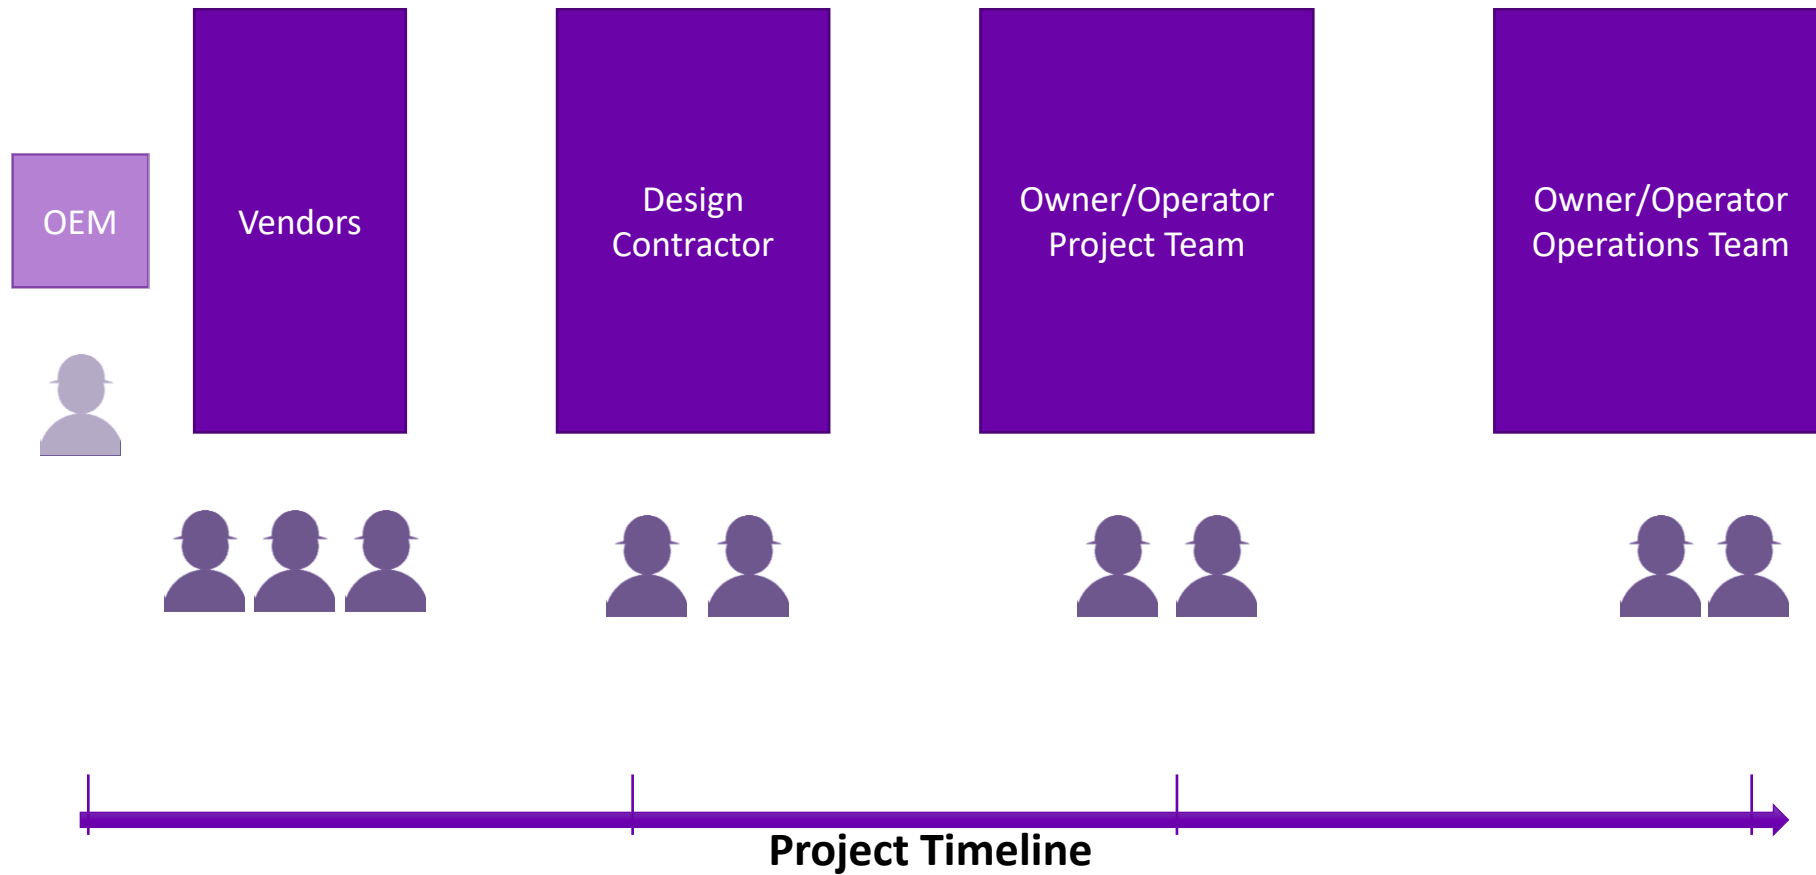 OEM
Vendors
Design
Contractor
Owner/Operator
Project Team
Owner/Operator
Operations Team
Project Timeline